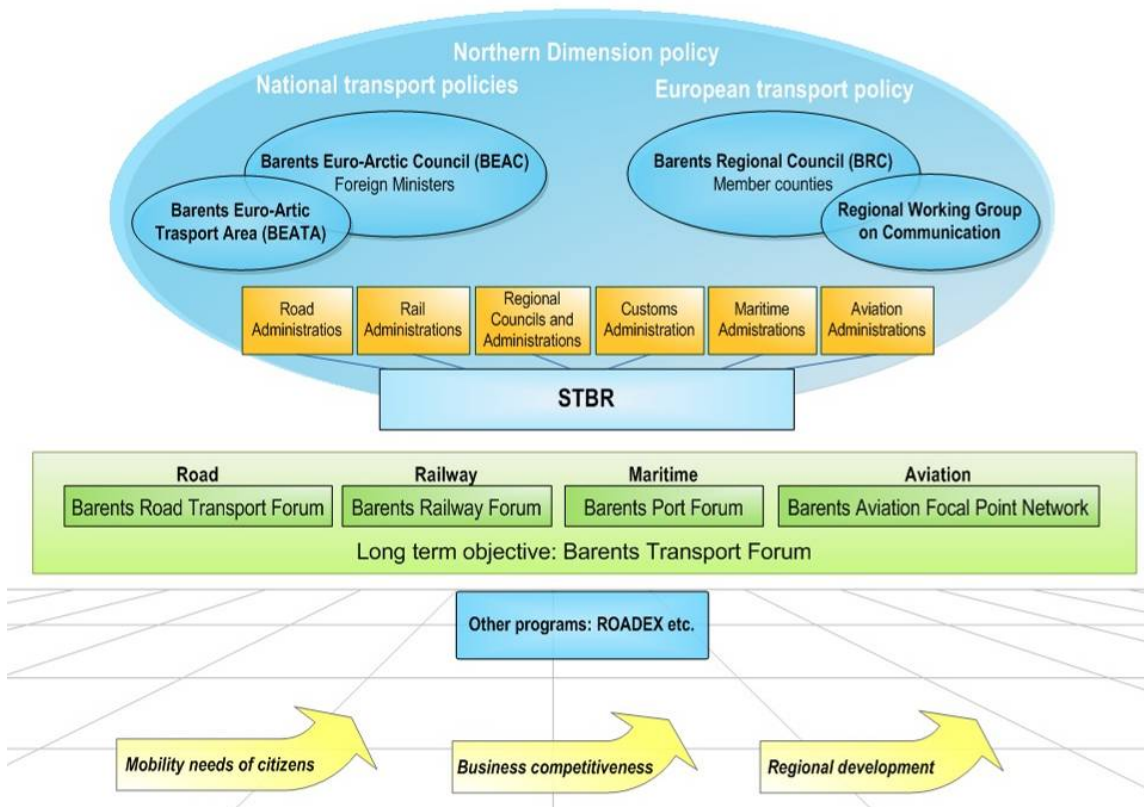 Northern Dimension policy
National transport policies
European transport policy
Barents Euro-Arctic Council (BEAC)
Foreign Ministers
Barents Regional Council (BRC)
Member counties
Barents Euro-Artic
Trasport Area (BEATA)
Regional Working Group
on Communication
Road
Administratios
Rail
Administrations
Regional
Councils and
Administrations
Customs
Administration
Maritime
Admistrations
Aviation
Administrations
STBR
Road
Railway
Maritime
Aviation
Barents Road Transport Forum
Barents Railway Forum
Barents Port Forum
Barents Aviation Focal Point Network
Long term objective: Barents Transport Forum
Other programs: ROADEX etc.
Mobility needs of citizens
Business competitiveness
Regional development